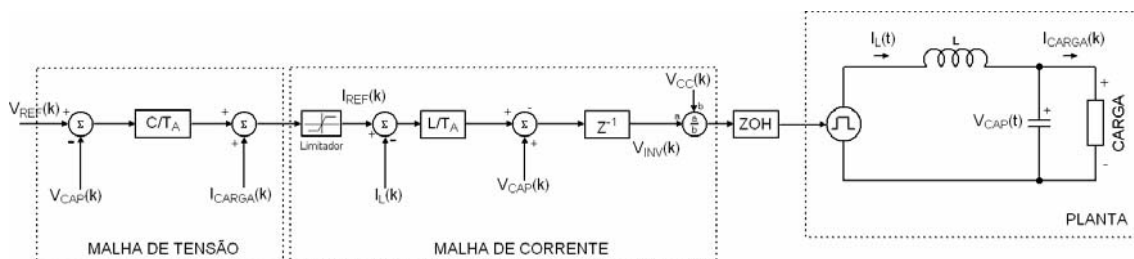 V_REF(k)
+
-
Σ
V_CAP(k)
C/T_A
+
+
Σ
I_CARGA(k)
MALHA DE TENSÃO
Limitador
I_REF(k)
+
-
Σ
I_L(k)
L/T_A
-
+
+
Σ
V_CAP(k)
Z^-1
V_INV(k)
V_CC(k)
a
b
a
b
MALHA DE CORRENTE
ZOH
I_L(t)
L
I_CARGA(k)
V_CAP(t)
+
+
-
CARGA
PLANTA